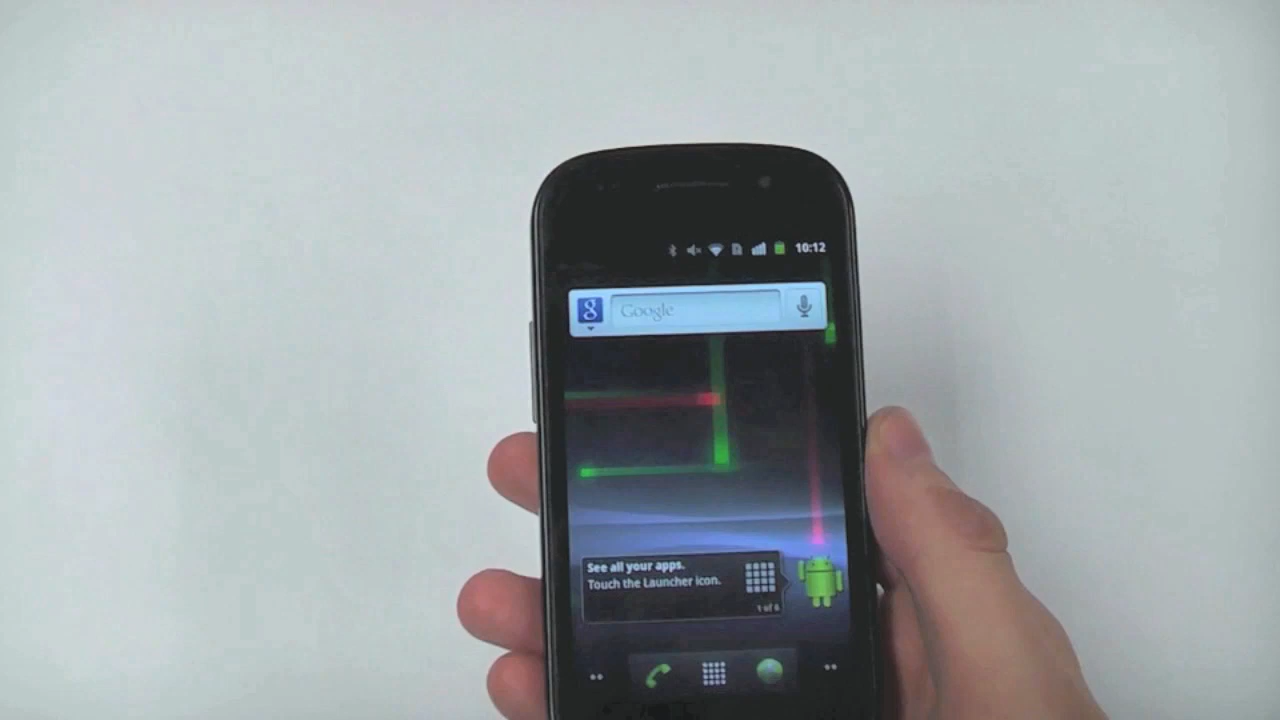 10:12
g Google
See all your apps.
Touch the Launcher icon.
1 of 6